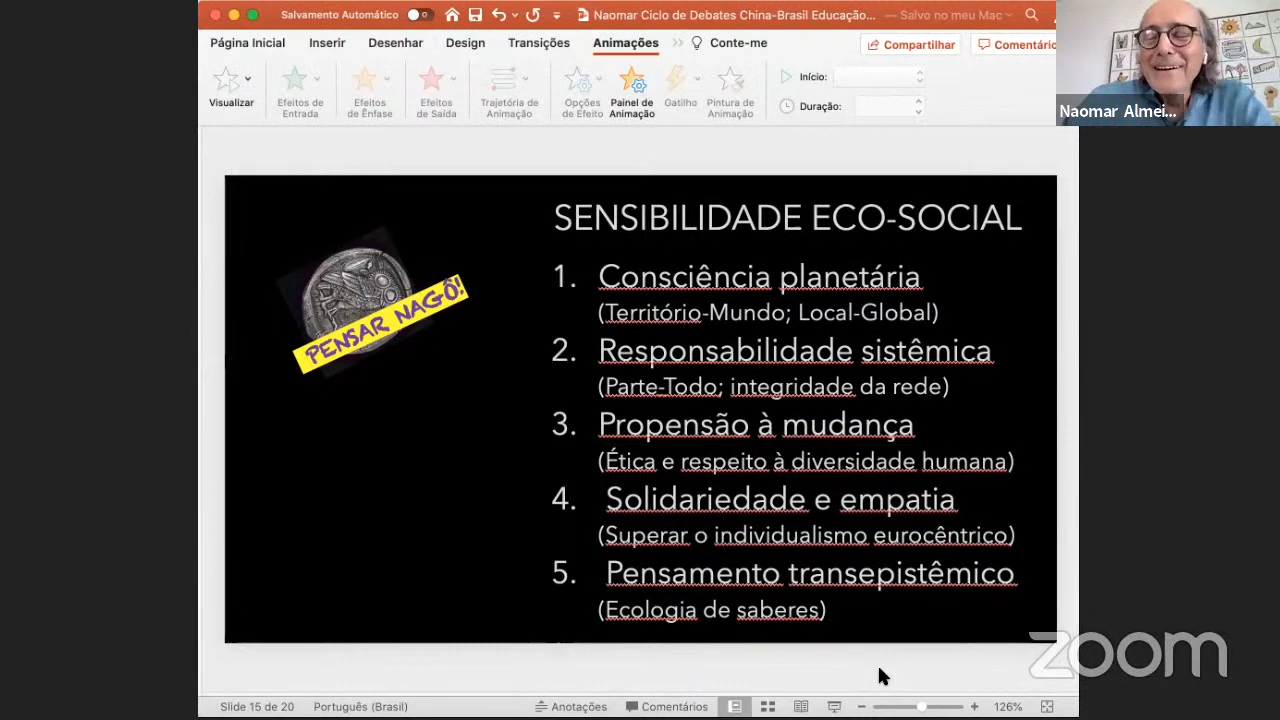 Salvamento Automático
Naomar Ciclo de Debates China-Brasil Educação...
— Salvo no meu Mac
Página Inicial
Inserir
Desenhar
Design
Transições
Animações
Conte-me
Compartilhar
Comentário
Visualizar
Efeitos de
Entrada
Efeitos
de Ênfase
Efeitos
de Saída
Trajetória de
Animação
Opções
de Efeito
Painel de
Animação
Gatilho
Pintura de
Animação
Início:
Duração:
Naomar Almei...
PENSAR NAGÔ!
SENSIBILIDADE ECO-SOCIAL
1. Consciência planetária
(Território-Mundo; Local-Global)
2. Responsabilidade sistêmica
(Parte-Todo; integridade da rede)
3. Propensão à mudança
(Ética e respeito à diversidade humana)
4. Solidariedade e empatia
(Superar o individualismo eurocêntrico)
5. Pensamento transepistêmico
(Ecologia de saberes)
zoom
Slide 15 de 20
Português (Brasil)
Anotações
Comentários
126%